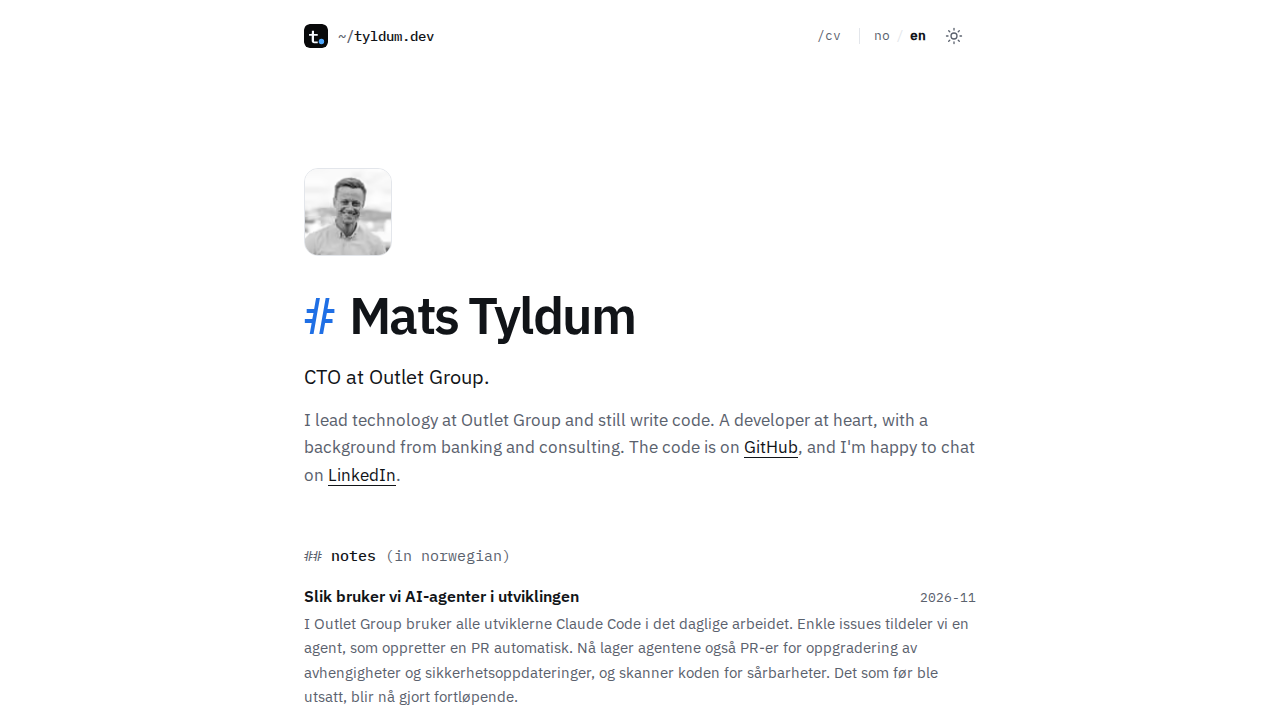 t. ~/tyldum.dev /cv no / en
# Mats Tyldum
CTO at Outlet Group.
I lead technology at Outlet Group and still write code. A developer at heart, with a
background from banking and consulting. The code is on GitHub, and I'm happy to chat
on LinkedIn.
## notes (in norwegian)
Slik bruker vi AI-agenter i utviklingen 2026-11
I Outlet Group bruker alle utviklerne Claude Code i det daglige arbeidet. Enkle issues tildeler vi en
agent, som oppretter en PR automatisk. Nå lager agentene også PR-er for oppgradering av
avhengigheter og sikkerhetsoppdateringer, og skanner koden for sårbarheter. Det som før ble
utsatt, blir nå gjort fortløpende.